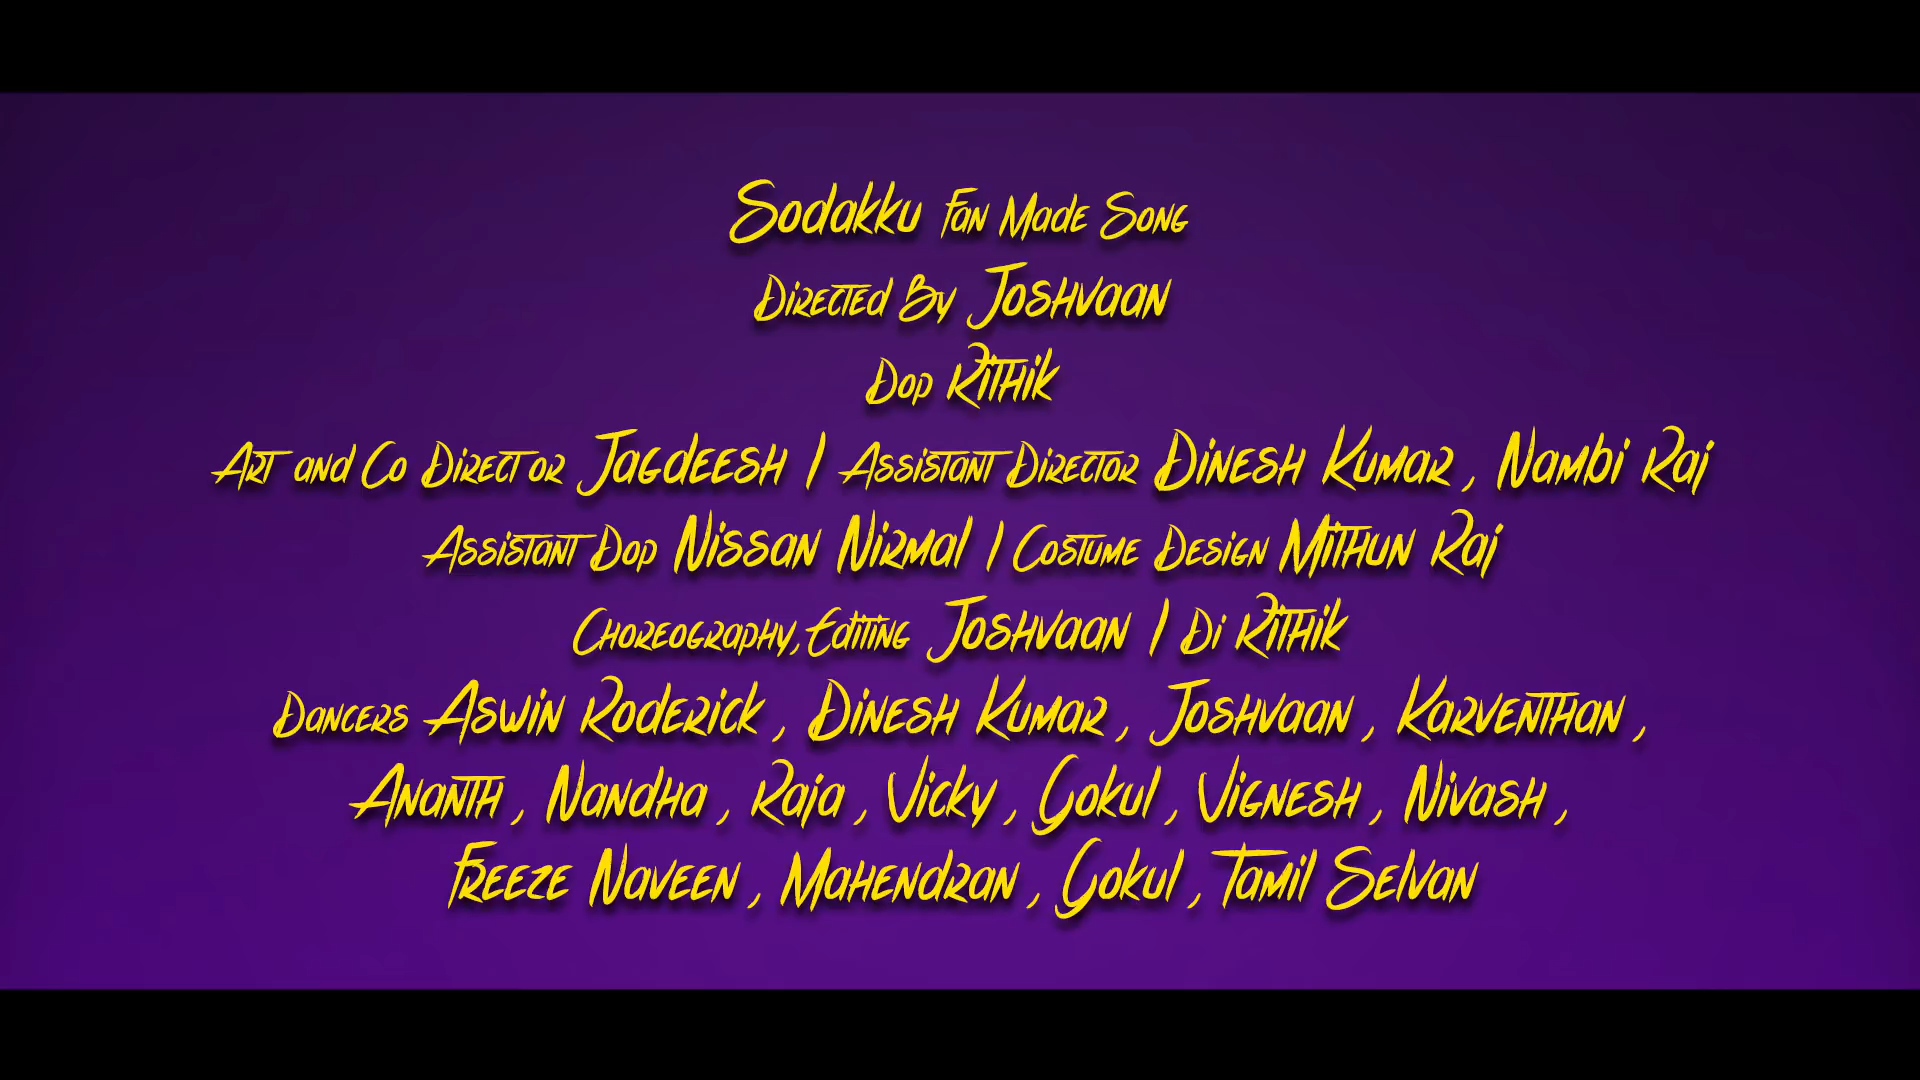 Sodakku Fan Made Song
Directed By Joshvaan
Dop Rithik
Art and Co Direct or Jagdeesh | Assistant Director Dinesh Kumar , Nambi Raj
Assistant Dop Nissan Nirmal | Costume Design Mithun Raj
Choreography, Editing Joshvaan | Di Rithik
Dancers Aswin Roderick , Dinesh Kumar , Joshvaan , Karventhan ,
Ananth , Nandha , Raja , Vicky , Gokul , Vignesh , Nivash ,
Freeze Naveen , Mahendran , Gokul , Tamil Selvan